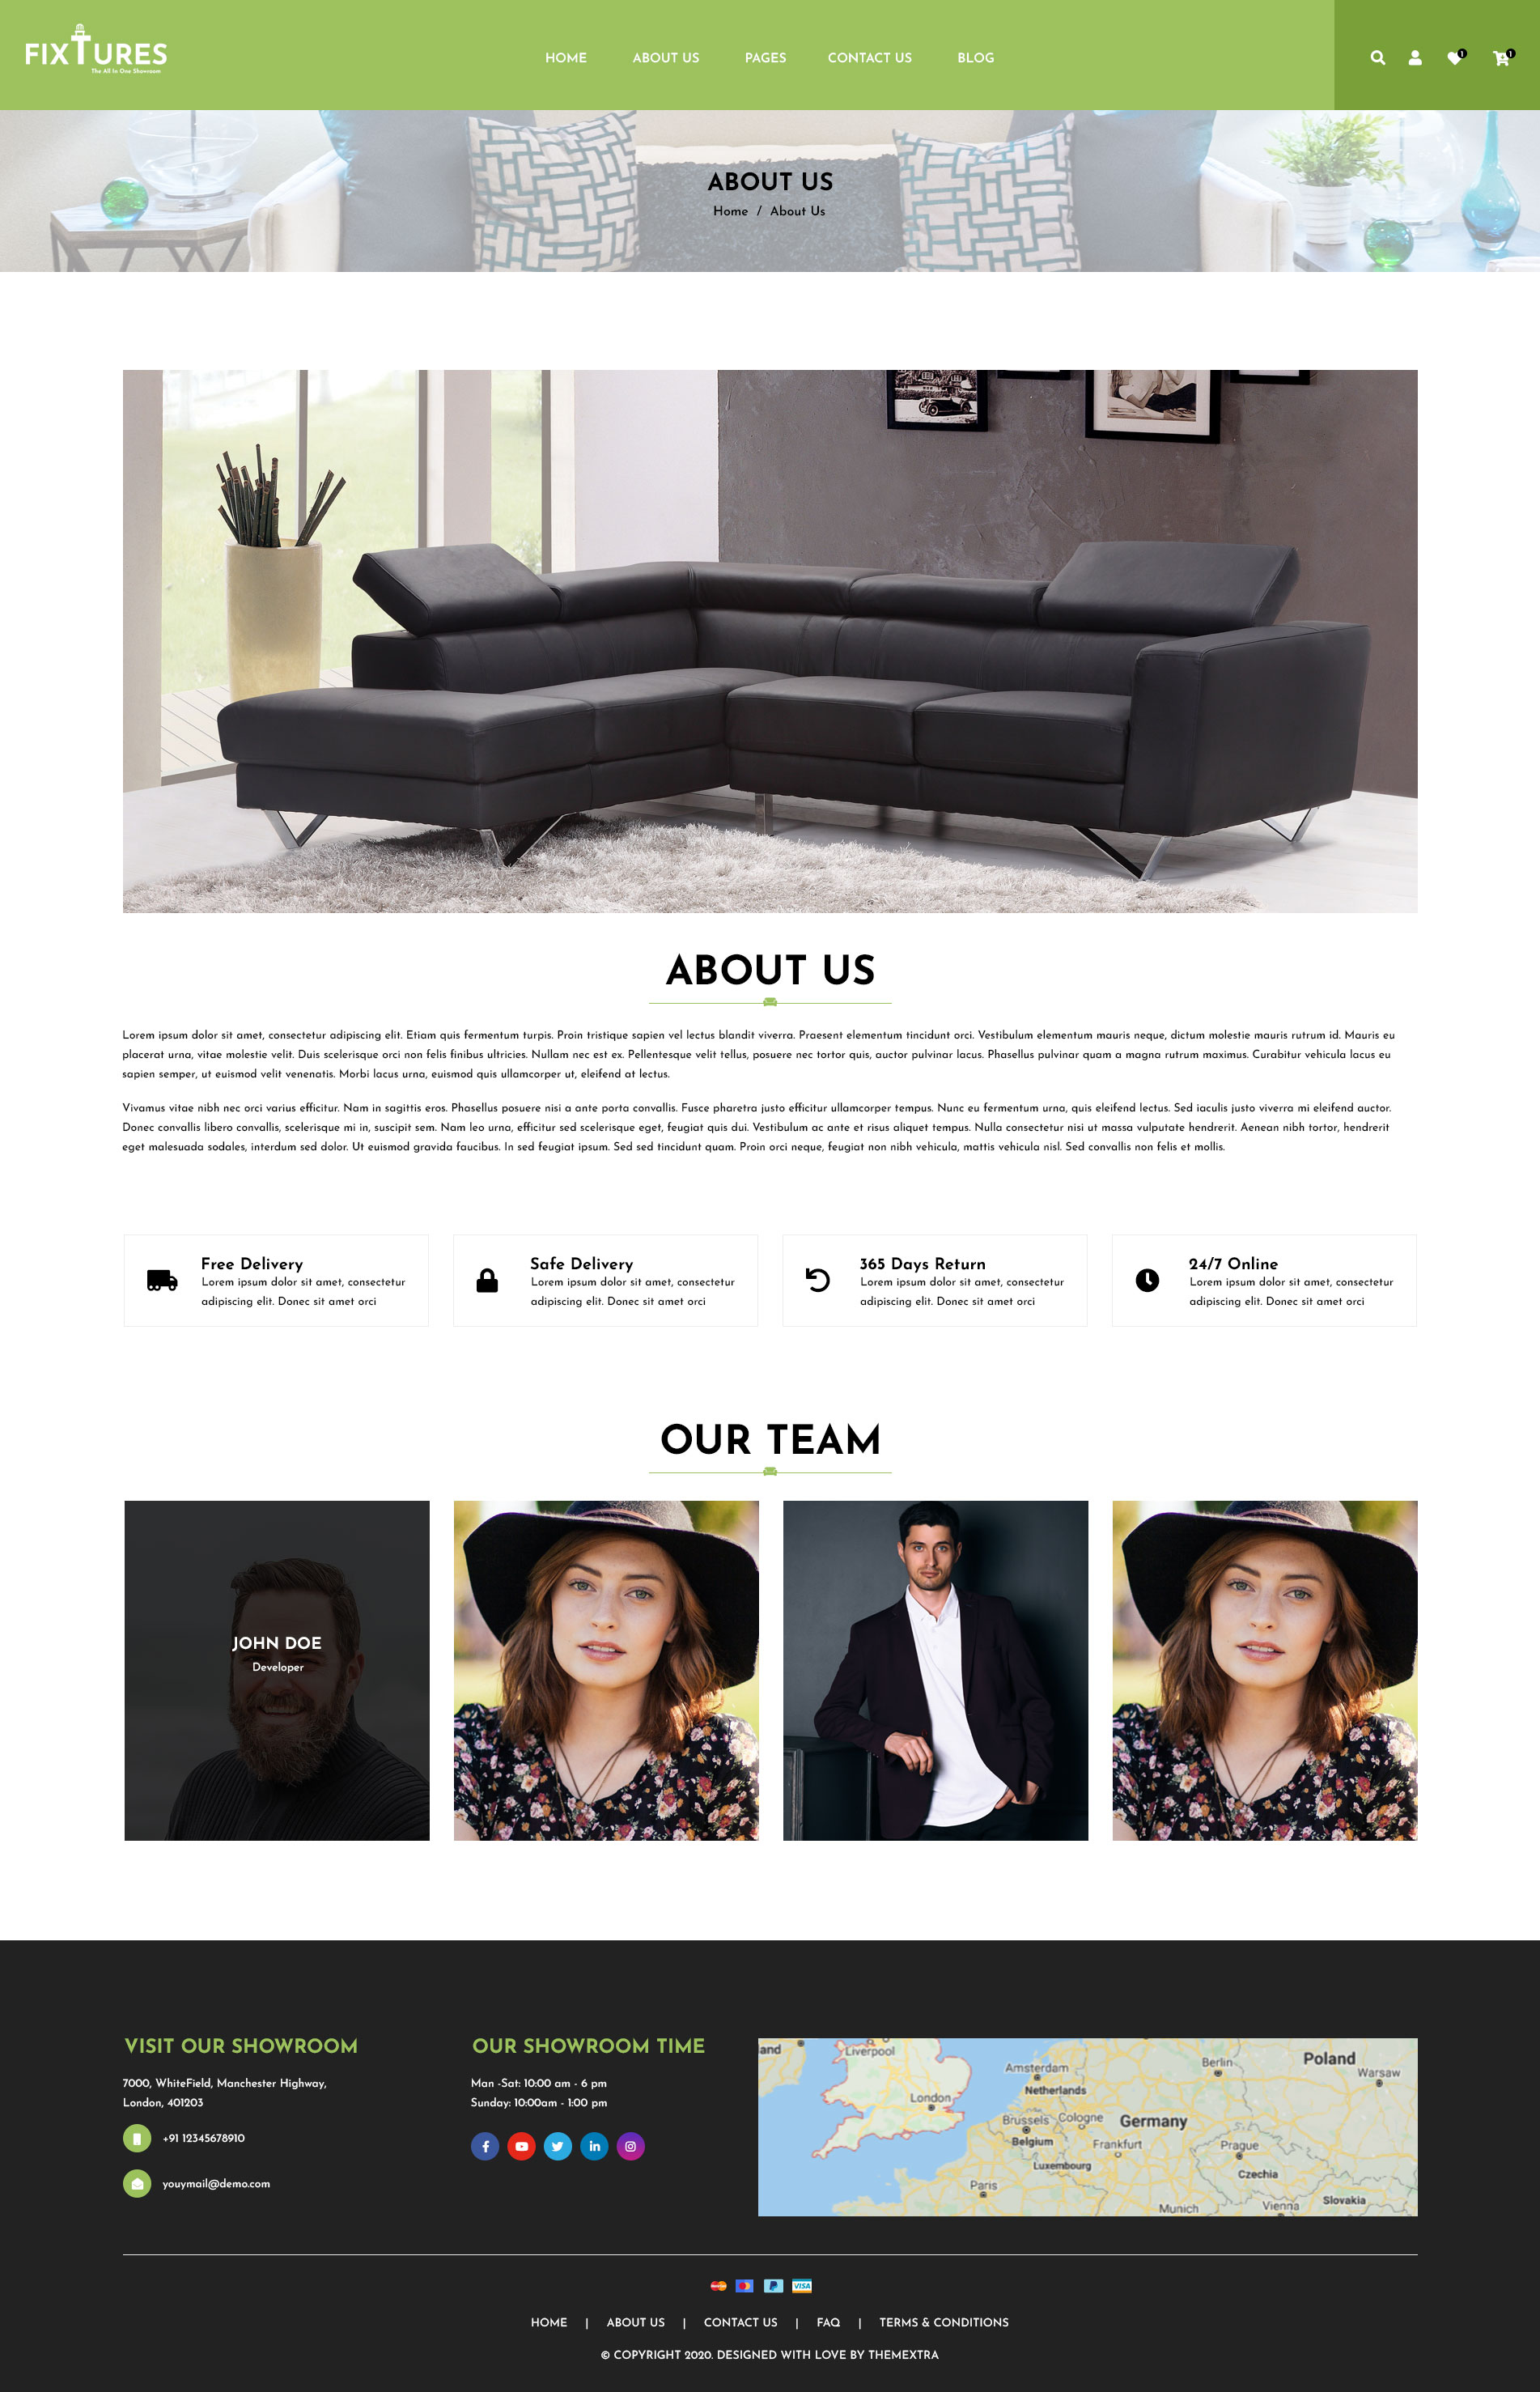 FIXTURES
The All In One Showroom
HOME ABOUT US PAGES CONTACT US BLOG
1 1
ABOUT US
Home / About Us
ABOUT US
Lorem ipsum dolor sit amet, consectetur adipiscing elit. Etiam quis fermentum turpis. Proin tristique sapien vel lectus blandit viverra. Praesent elementum tincidunt orci. Vestibulum elementum mauris neque, dictum molestie mauris rutrum id. Mauris eu
placerat urna, vitae molestie velit. Duis scelerisque orci non felis finibus ultricies. Nullam nec est ex. Pellentesque velit tellus, posuere nec tortor quis, auctor pulvinar lacus. Phasellus pulvinar quam a magna rutrum maximus. Curabitur vehicula lacus eu
sapien semper, ut euismod velit venenatis. Morbi lacus urna, euismod quis ullamcorper ut, eleifend at lectus.
Vivamus vitae nibh nec orci varius efficitur. Nam in sagittis eros. Phasellus posuere nisi a ante porta convallis. Fusce pharetra justo efficitur ullamcorper tempus. Nunc eu fermentum urna, quis eleifend lectus. Sed iaculis justo viverra mi eleifend auctor.
Donec convallis libero convallis, scelerisque mi in, suscipit sem. Nam leo urna, efficitur sed scelerisque eget, feugiat quis dui. Vestibulum ac ante et risus aliquet tempus. Nulla consectetur nisi ut massa vulputate hendrerit. Aenean nibh tortor, hendrerit
eget malesuada sodales, interdum sed dolor. Ut euismod gravida faucibus. In sed feugiat ipsum. Sed sed tincidunt quam. Proin orci neque, feugiat non nibh vehicula, mattis vehicula nisl. Sed convallis non felis et mollis.
Free Delivery
Lorem ipsum dolor sit amet, consectetur
adipiscing elit. Donec sit amet orci
Safe Delivery
Lorem ipsum dolor sit amet, consectetur
adipiscing elit. Donec sit amet orci
365 Days Return
Lorem ipsum dolor sit amet, consectetur
adipiscing elit. Donec sit amet orci
24/7 Online
Lorem ipsum dolor sit amet, consectetur
adipiscing elit. Donec sit amet orci
OUR TEAM
JOHN DOE
Developer
VISIT OUR SHOWROOM
7000, WhiteField, Manchester Highway,
London, 401203
+91 12345678910
youymail@demo.com
OUR SHOWROOM TIME
Man -Sat: 10:00 am - 6 pm
Sunday: 10:00am - 1:00 pm
land
Liverpool
London
Amsterdam
Netherlands
Berlin
Poland
Warsaw
Brussels
Cologne
Germany
Belgium
Frankfurt
Prague
Luxembourg
Czechia
Paris
Munich
Vienna
Slovakia
VISA
HOME | ABOUT US | CONTACT US | FAQ | TERMS & CONDITIONS
© COPYRIGHT 2020. DESIGNED WITH LOVE BY THEMEXTRA